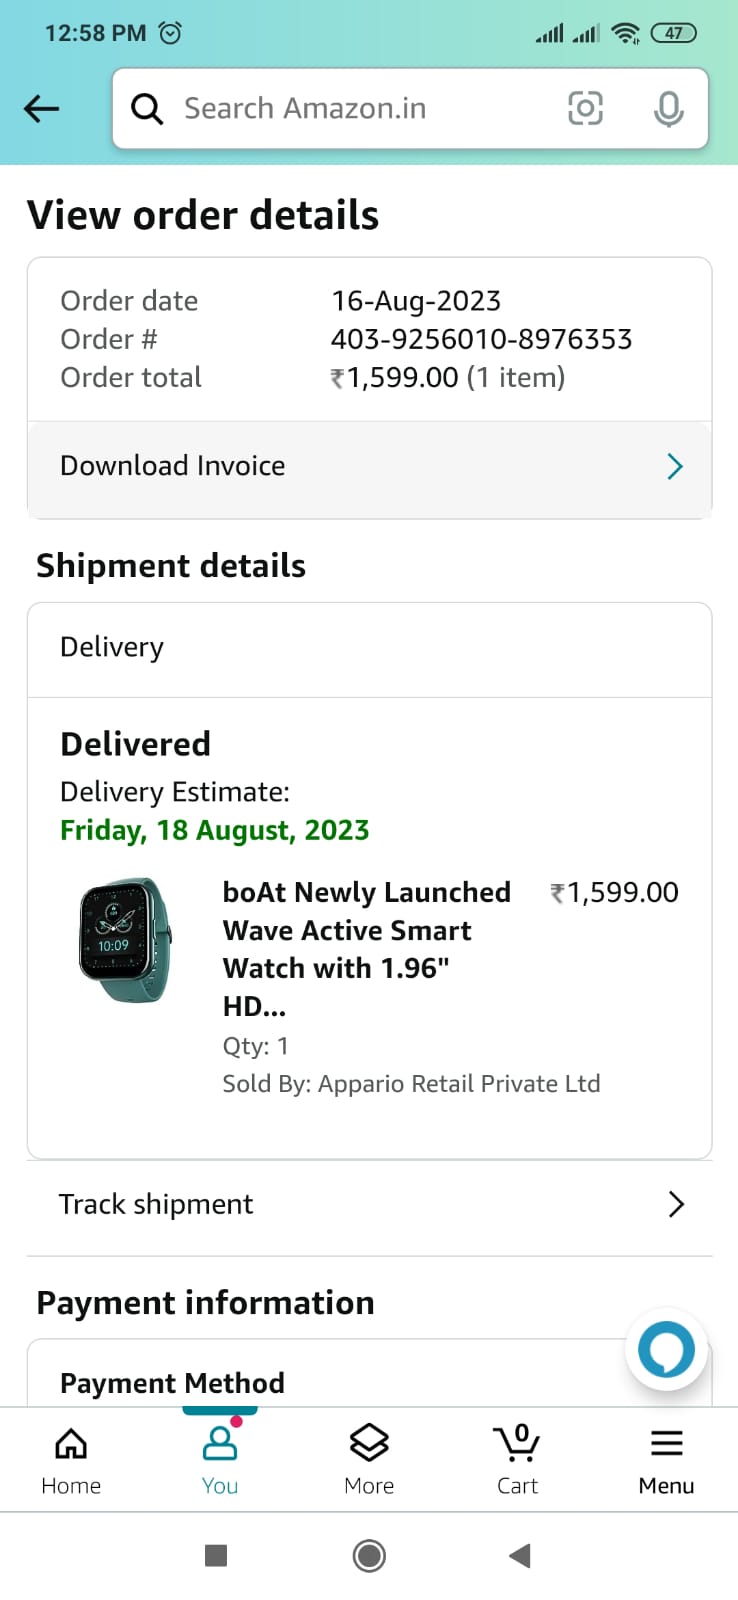 12:58 PM
47
Search Amazon.in
View order details
Order date 16-Aug-2023
Order # 403-9256010-8976353
Order total ₹1,599.00 (1 item)
Download Invoice
Shipment details
Delivery
Delivered
Delivery Estimate:
Friday, 18 August, 2023
10:09
boAt Newly Launched ₹1,599.00
Wave Active Smart
Watch with 1.96"
HD...
Qty: 1
Sold By: Appario Retail Private Ltd
Track shipment
Payment information
Payment Method
0
Home You More Cart Menu